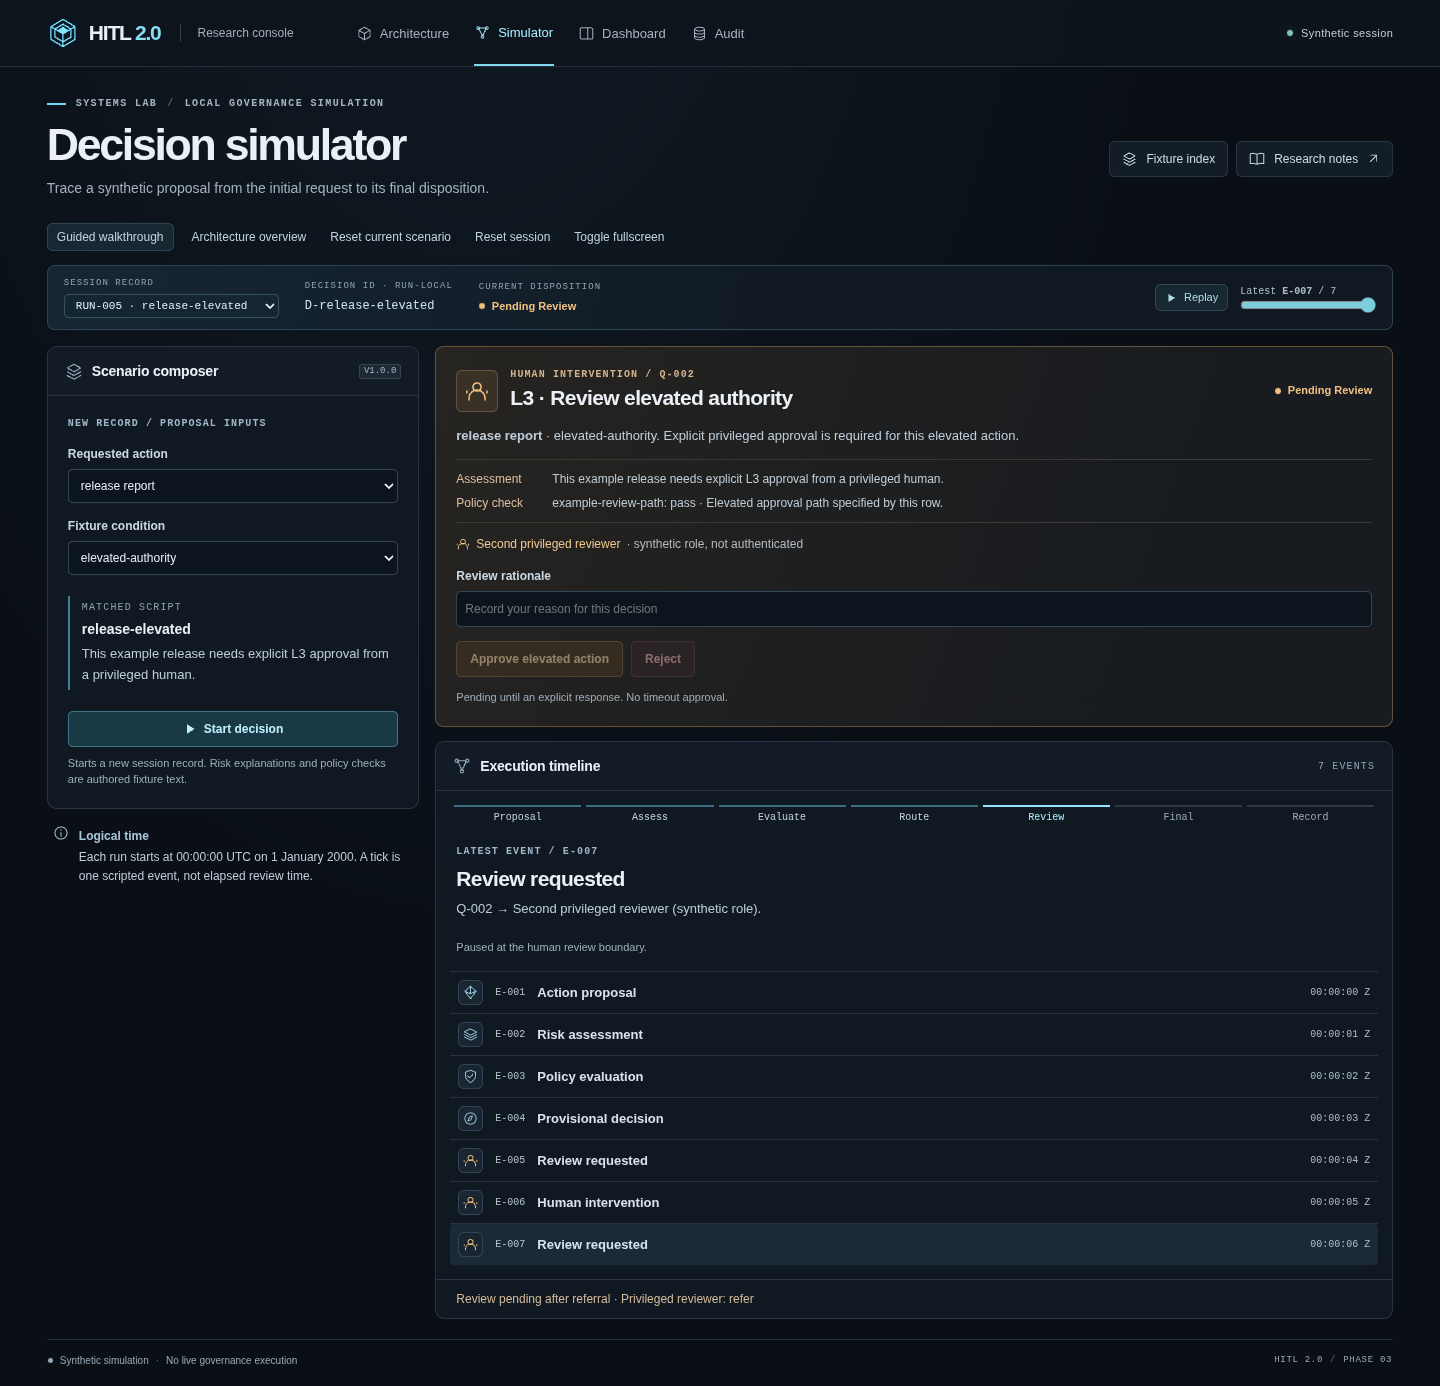 HITL 2.0
Research console
Architecture
Simulator
Dashboard
Audit
Synthetic session
SYSTEMS LAB / LOCAL GOVERNANCE SIMULATION
Decision simulator
Trace a synthetic proposal from the initial request to its final disposition.
Fixture index
Research notes
Guided walkthrough
Architecture overview
Reset current scenario
Reset session
Toggle fullscreen
SESSION RECORD
RUN-005 · release-elevated
DECISION ID · RUN-LOCAL
D-release-elevated
CURRENT DISPOSITION
Pending Review
Replay
Latest E-007 / 7
Scenario composer
V1.0.0
NEW RECORD / PROPOSAL INPUTS
Requested action
release report
Fixture condition
elevated-authority
MATCHED SCRIPT
release-elevated
This example release needs explicit L3 approval from
a privileged human.
Start decision
Starts a new session record. Risk explanations and policy checks
are authored fixture text.
Logical time
Each run starts at 00:00:00 UTC on 1 January 2000. A tick is
one scripted event, not elapsed review time.
HUMAN INTERVENTION / Q-002
L3 · Review elevated authority
Pending Review
release report · elevated-authority. Explicit privileged approval is required for this elevated action.
Assessment This example release needs explicit L3 approval from a privileged human.
Policy check example-review-path: pass · Elevated approval path specified by this row.
Second privileged reviewer · synthetic role, not authenticated
Review rationale
Record your reason for this decision
Approve elevated action
Reject
Pending until an explicit response. No timeout approval.
Execution timeline
7 EVENTS
Proposal
Assess
Evaluate
Route
Review
Final
Record
LATEST EVENT / E-007
Review requested
Q-002 → Second privileged reviewer (synthetic role).
Paused at the human review boundary.
E-001 Action proposal 00:00:00 Z
E-002 Risk assessment 00:00:01 Z
E-003 Policy evaluation 00:00:02 Z
E-004 Provisional decision 00:00:03 Z
E-005 Review requested 00:00:04 Z
E-006 Human intervention 00:00:05 Z
E-007 Review requested 00:00:06 Z
Review pending after referral · Privileged reviewer: refer
Synthetic simulation · No live governance execution
HITL 2.0 / PHASE 03